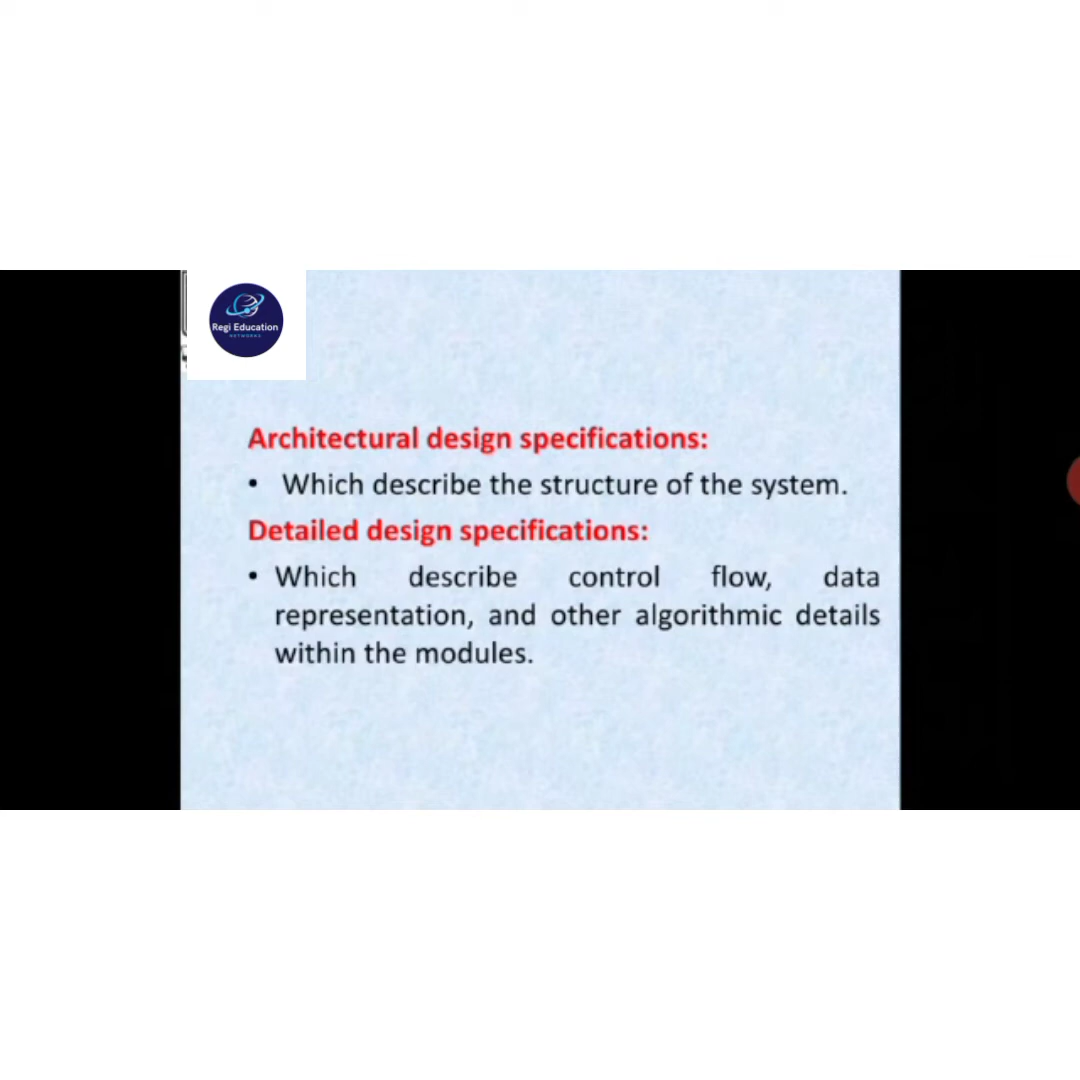 Regi Education
NETWORKS
Architectural design specifications:
• Which describe the structure of the system.
Detailed design specifications:
• Which describe control flow, data
representation, and other algorithmic details
within the modules.